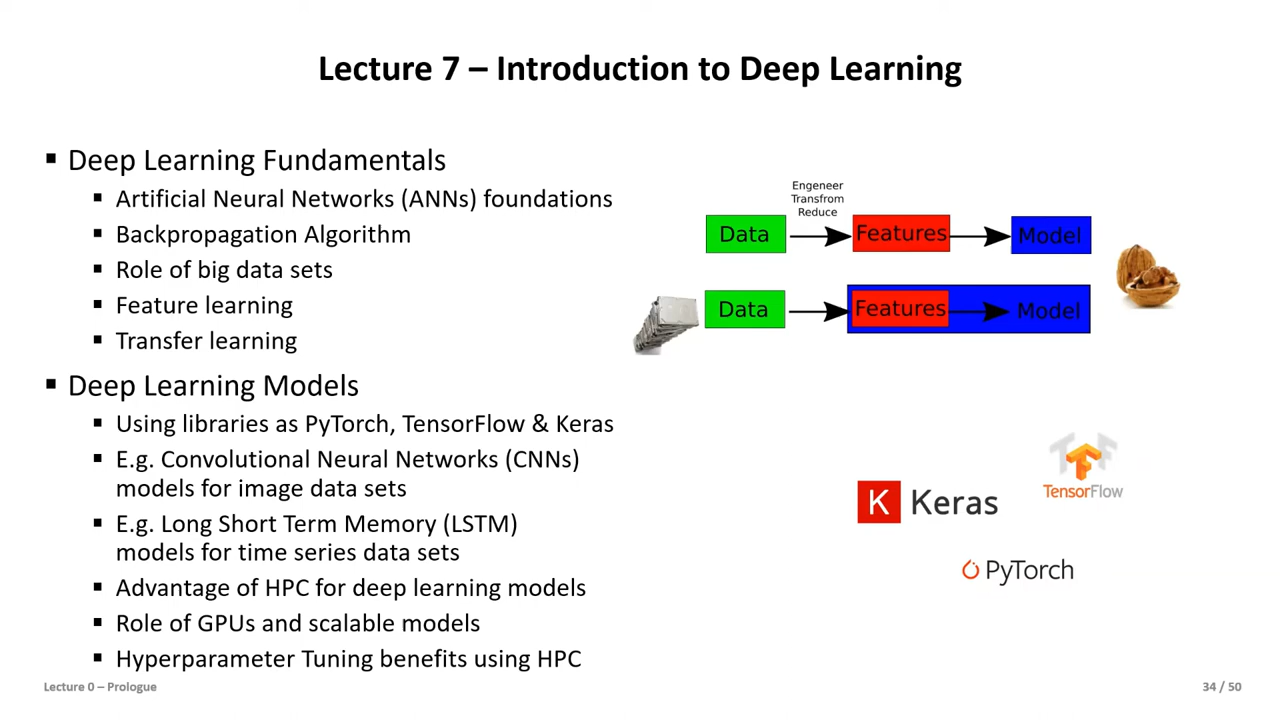 Lecture 7 – Introduction to Deep Learning
▪ Deep Learning Fundamentals
▪ Artificial Neural Networks (ANNs) foundations
▪ Backpropagation Algorithm
▪ Role of big data sets
▪ Feature learning
▪ Transfer learning
▪ Deep Learning Models
▪ Using libraries as PyTorch, TensorFlow & Keras
▪ E.g. Convolutional Neural Networks (CNNs)
models for image data sets
▪ E.g. Long Short Term Memory (LSTM)
models for time series data sets
▪ Advantage of HPC for deep learning models
▪ Role of GPUs and scalable models
▪ Hyperparameter Tuning benefits using HPC
Engeneer
Transfrom
Reduce
Data Features Model
Data Features Model
TensorFlow
K Keras
PyTorch
Lecture 0 – Prologue
34 / 50